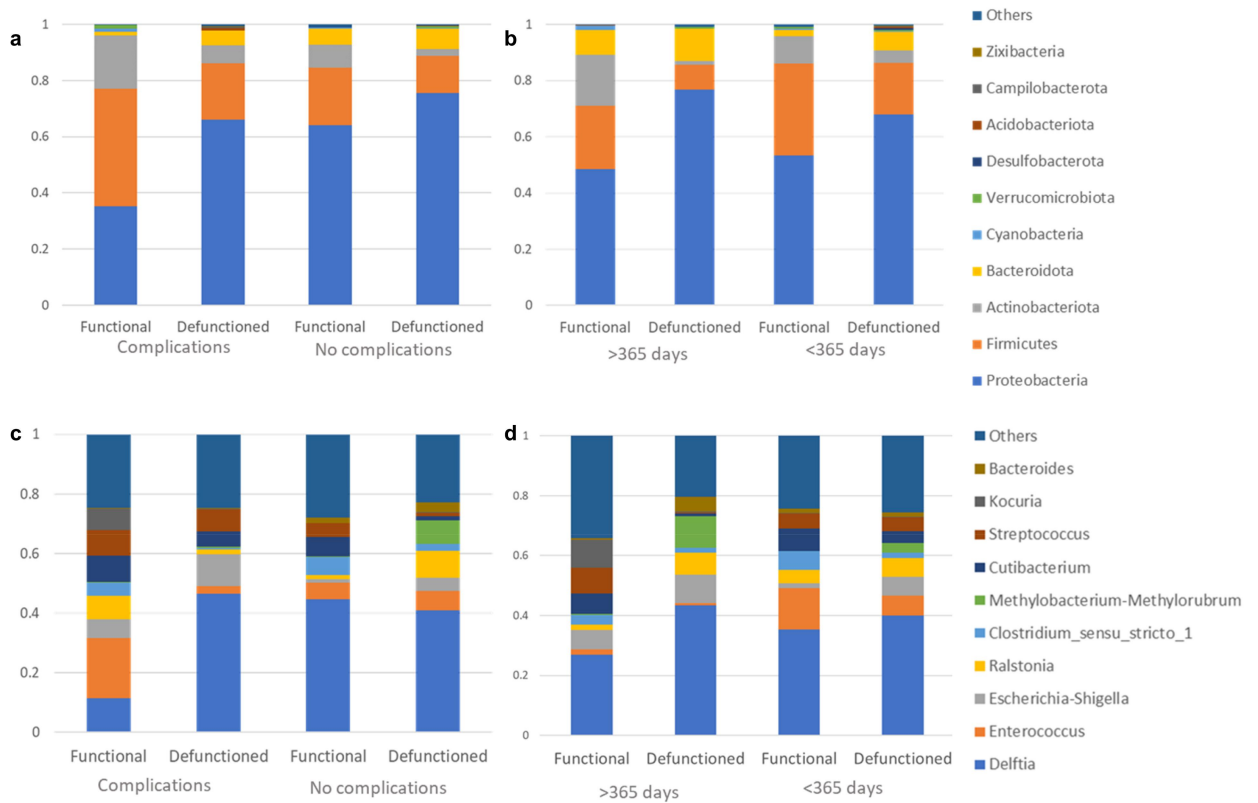 a
1
0.8
0.6
0.4
0.2
0
Functional Defunctioned Functional Defunctioned
Complications No complications
b
1
0.8
0.6
0.4
0.2
0
Functional Defunctioned Functional Defunctioned
>365 days <365 days
Others
Zixibacteria
Campilobacterota
Acidobacteriota
Desulfobacterota
Verrucomicrobiota
Cyanobacteria
Bacteroidota
Actinobacteriota
Firmicutes
Proteobacteria
c
1
0.8
0.6
0.4
0.2
0
Functional Defunctioned Functional Defunctioned
Complications No complications
d
1
0.8
0.6
0.4
0.2
0
Functional Defunctioned Functional Defunctioned
>365 days <365 days
Others
Bacteroides
Kocuria
Streptococcus
Cutibacterium
Methylobacterium-Methylorubrum
Clostridium_sensu_stricto_1
Ralstonia
Escherichia-Shigella
Enterococcus
Delftia